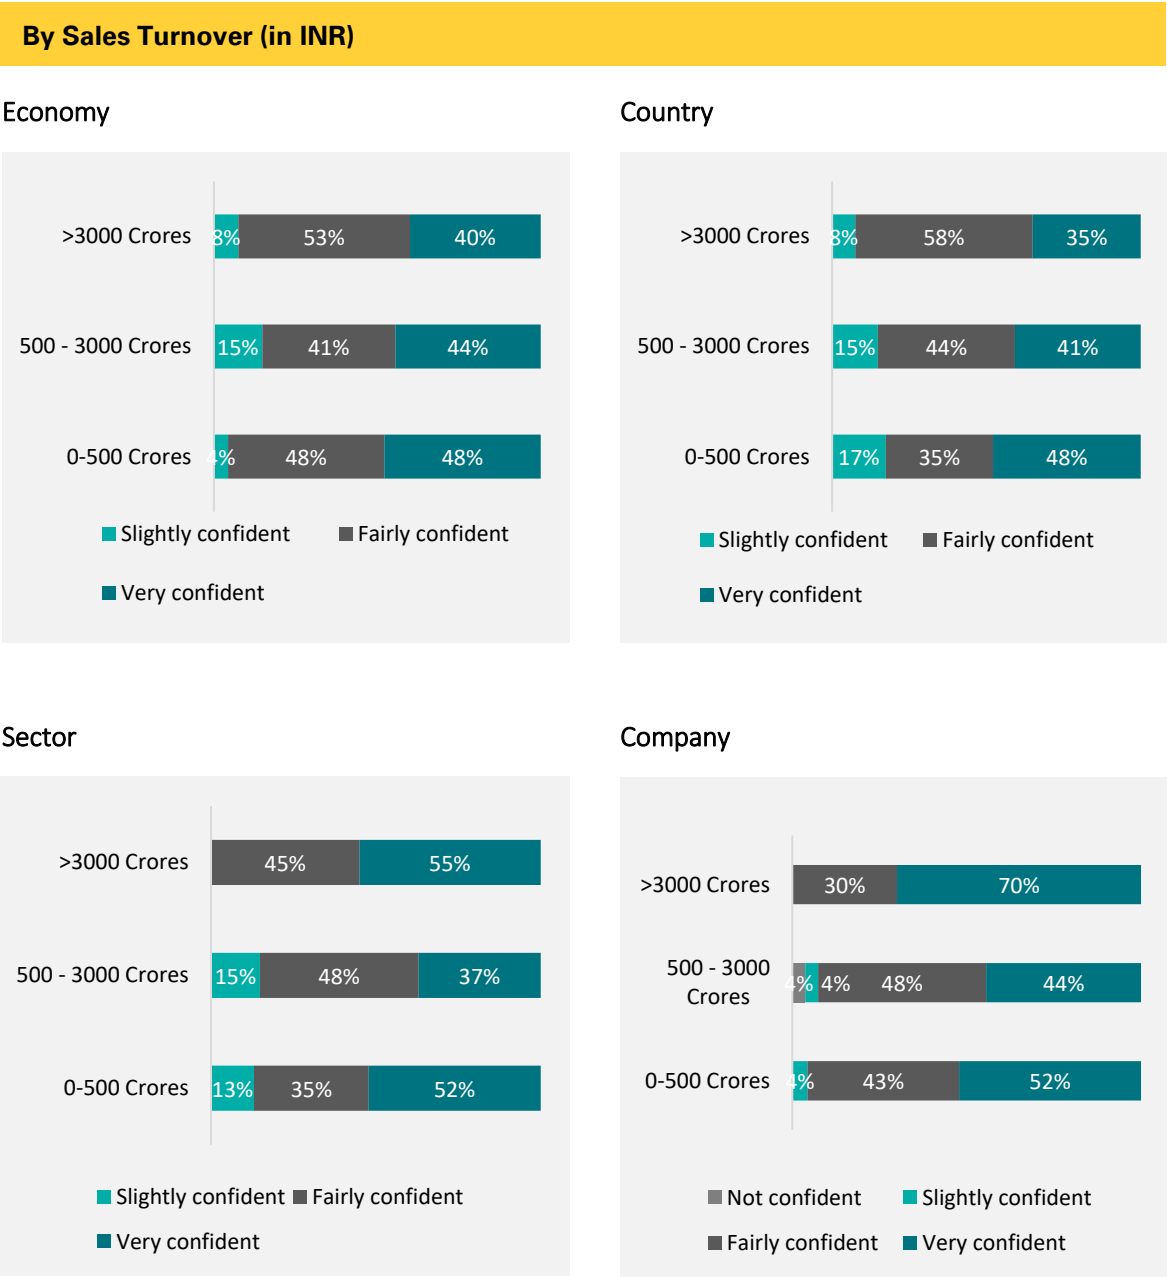 By Sales Turnover (in INR)
Economy
>3000 Crores 8% 53% 40%
500 - 3000 Crores 15% 41% 44%
0-500 Crores 4% 48% 48%
Slightly confident Fairly confident
Very confident
Country
>3000 Crores 8% 58% 35%
500 - 3000 Crores 15% 44% 41%
0-500 Crores 17% 35% 48%
Slightly confident Fairly confident
Very confident
Sector
>3000 Crores 45% 55%
500 - 3000 Crores 15% 48% 37%
0-500 Crores 13% 35% 52%
Slightly confident Fairly confident
Very confident
Company
>3000 Crores 30% 70%
500 - 3000
Crores 4% 4% 48% 44%
0-500 Crores 4% 43% 52%
Not confident Slightly confident
Fairly confident Very confident